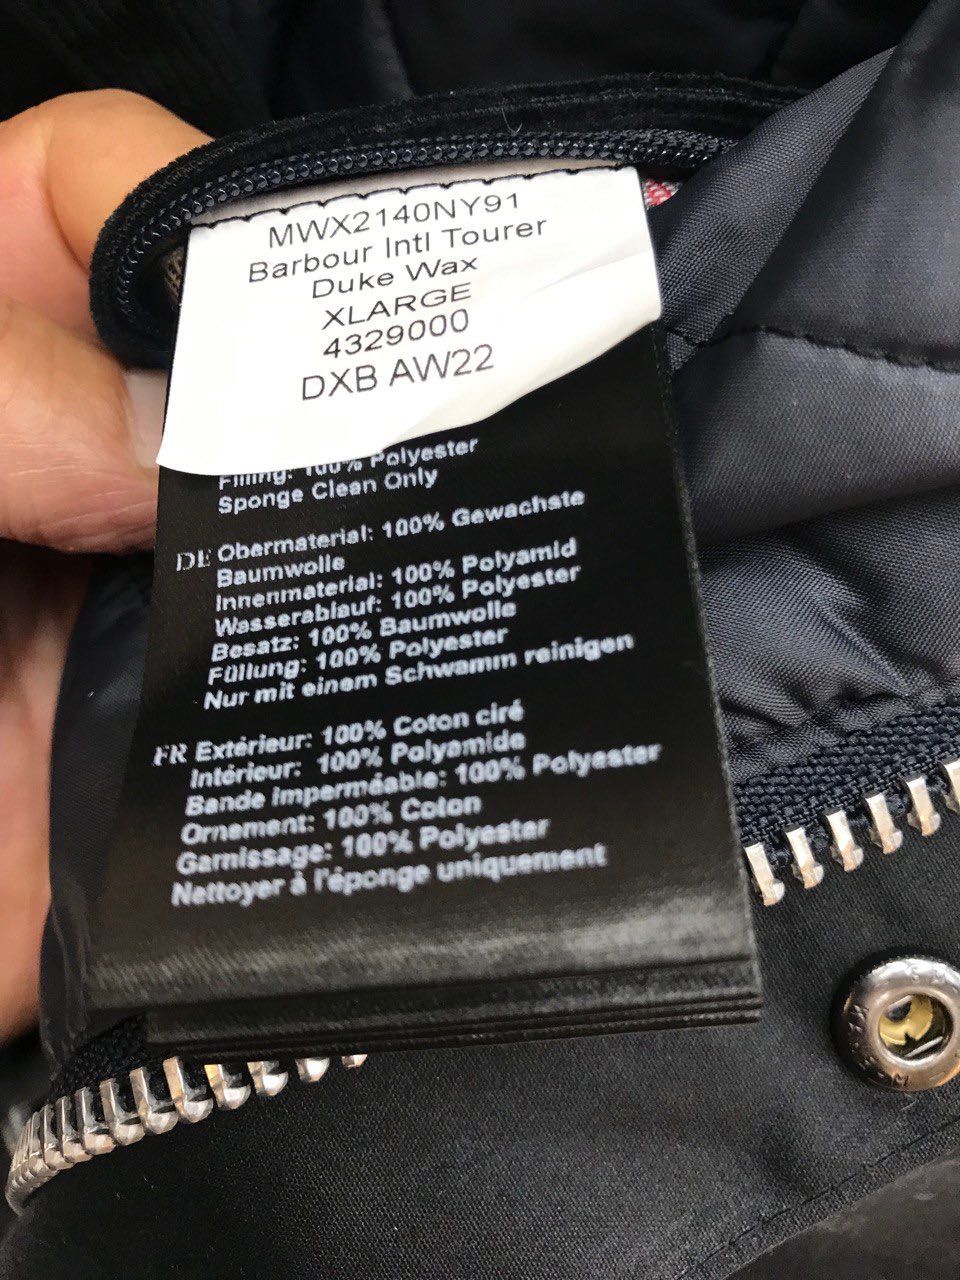 MWX2140NY91
Barbour Intl Tourer
Duke Wax
XLARGE
4329000
DXB AW22
Filling: 100% Polyester
Sponge Clean Only
DE Obermaterial: 100% Gewachste
Baumwolle
Innenmaterial: 100% Polyamid
Wasserablauf: 100% Polyester
Besatz: 100% Baumwolle
Füllung: 100% Polyester
Nur mit einem Schwamm reinigen
FR Extérieur: 100% Coton ciré
Intérieur: 100% Polyamide
Bande imperméable: 100% Polyester
Ornement: 100% Coton
Garnissage: 100% Polyester
Nettoyer à l'éponge uniquement